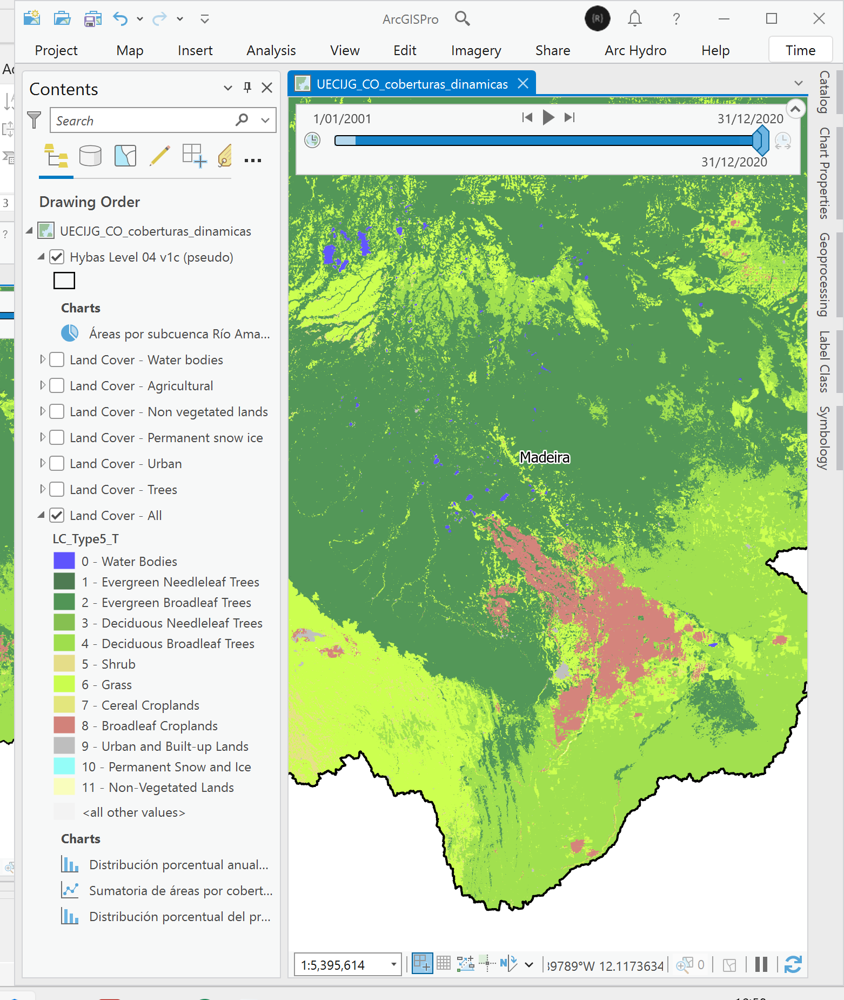 ArcGISPro
{R}
?
Project Map Insert Analysis View Edit Imagery Share Arc Hydro Help Time
Contents
Search
Drawing Order
UECIJG_CO_coberturas_dinamicas
Hybas Level 04 v1c (pseudo)
Charts
Áreas por subcuenca Río Ama...
Land Cover - Water bodies
Land Cover - Agricultural
Land Cover - Non vegetated lands
Land Cover - Permanent snow ice
Land Cover - Urban
Land Cover - Trees
Land Cover - All
LC_Type5_T
0 - Water Bodies
1 - Evergreen Needleleaf Trees
2 - Evergreen Broadleaf Trees
3 - Deciduous Needleleaf Trees
4 - Deciduous Broadleaf Trees
5 - Shrub
6 - Grass
7 - Cereal Croplands
8 - Broadleaf Croplands
9 - Urban and Built-up Lands
10 - Permanent Snow and Ice
11 - Non-Vegetated Lands
<all other values>
Charts
Distribución porcentual anual...
Sumatoria de áreas por cobert...
Distribución porcentual del pr...
UECIJG_CO_coberturas_dinamicas
1/01/2001
31/12/2020
31/12/2020
Madeira
1:5,395,614
N
39789°W 12.1173634
0
Catalog
Chart Properties
Geoprocessing
Label Class
Symbology
3
?